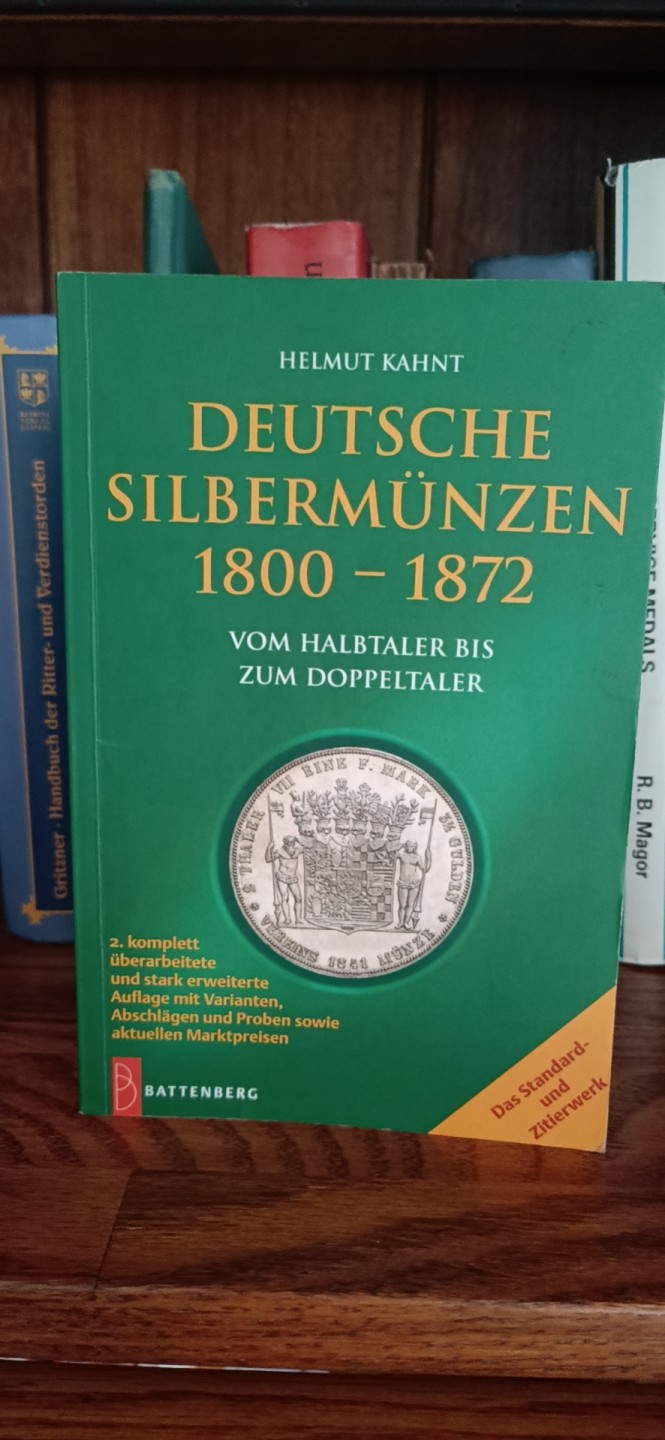 HELMUT KAHNT
DEUTSCHE
SILBERMÜNZEN
1800 – 1872
VOM HALBTALER BIS
ZUM DOPPELTALER
2 THALER VII EINE F. MARK 3½ GULDEN
VEREINS 1841 MÜNZE
2. komplett
überarbeitete
und stark erweiterte
Auflage mit Varianten,
Abschlägen und Proben sowie
aktuellen Marktpreisen
BATTENBERG
Das Standard-
und
Zitierwerk
Gritzner · Handbuch der Ritter- und Verdienstorden
MEDALS
R. B. Magor